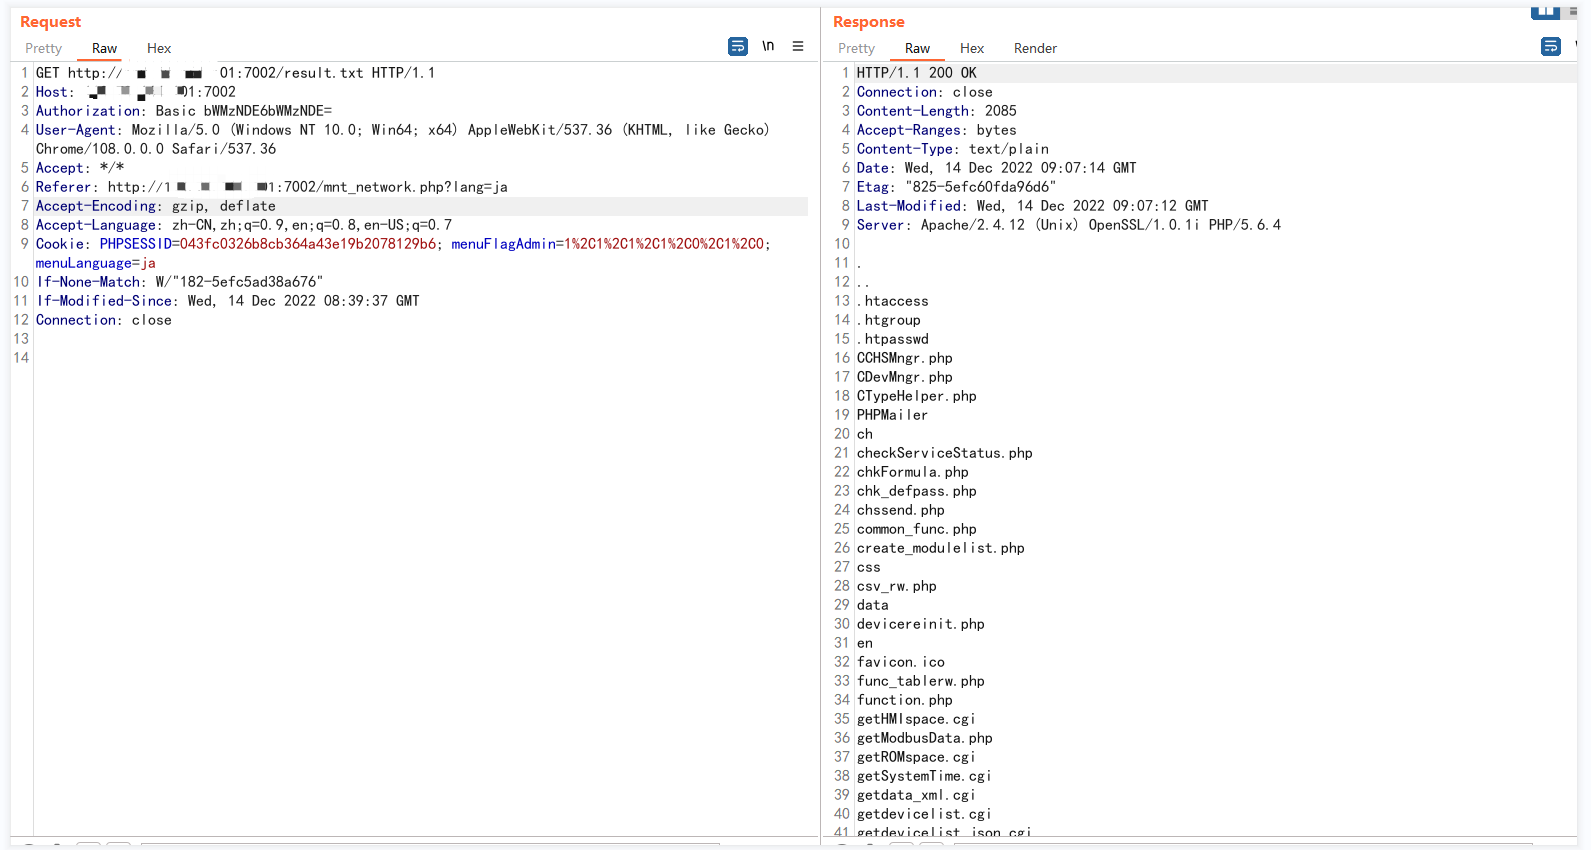 Request
Pretty Raw Hex
\n
1 GET http:// 01:7002/result.txt HTTP/1.1
2 Host: 01:7002
3 Authorization: Basic bWMzNDE6bWMzNDE=
4 User-Agent: Mozilla/5.0 (Windows NT 10.0; Win64; x64) AppleWebKit/537.36 (KHTML, like Gecko)
Chrome/108.0.0.0 Safari/537.36
5 Accept: */*
6 Referer: http://1 1:7002/mnt_network.php?lang=ja
7 Accept-Encoding: gzip, deflate
8 Accept-Language: zh-CN,zh;q=0.9,en;q=0.8,en-US;q=0.7
9 Cookie: PHPSESSID=043fc0326b8cb364a43e19b2078129b6; menuFlagAdmin=1%2C1%2C1%2C1%2C0%2C1%2C0;
menuLanguage=ja
10 If-None-Match: W/"182-5efc5ad38a676"
11 If-Modified-Since: Wed, 14 Dec 2022 08:39:37 GMT
12 Connection: close
13
14
Response
Pretty Raw Hex Render
1 HTTP/1.1 200 OK
2 Connection: close
3 Content-Length: 2085
4 Accept-Ranges: bytes
5 Content-Type: text/plain
6 Date: Wed, 14 Dec 2022 09:07:14 GMT
7 Etag: "825-5efc60fda96d6"
8 Last-Modified: Wed, 14 Dec 2022 09:07:12 GMT
9 Server: Apache/2.4.12 (Unix) OpenSSL/1.0.1i PHP/5.6.4
10
11 .
12 ..
13 .htaccess
14 .htgroup
15 .htpasswd
16 CCHSMngr.php
17 CDevMngr.php
18 CTypeHelper.php
19 PHPMailer
20 ch
21 checkServiceStatus.php
22 chkFormula.php
23 chk_defpass.php
24 chssend.php
25 common_func.php
26 create_modulelist.php
27 css
28 csv_rw.php
29 data
30 devicereinit.php
31 en
32 favicon.ico
33 func_tablerw.php
34 function.php
35 getHMIspace.cgi
36 getModbusData.php
37 getROMspace.cgi
38 getSystemTime.cgi
39 getdata_xml.cgi
40 getdevicelist.cgi
41 getdevicelist_json.cgi